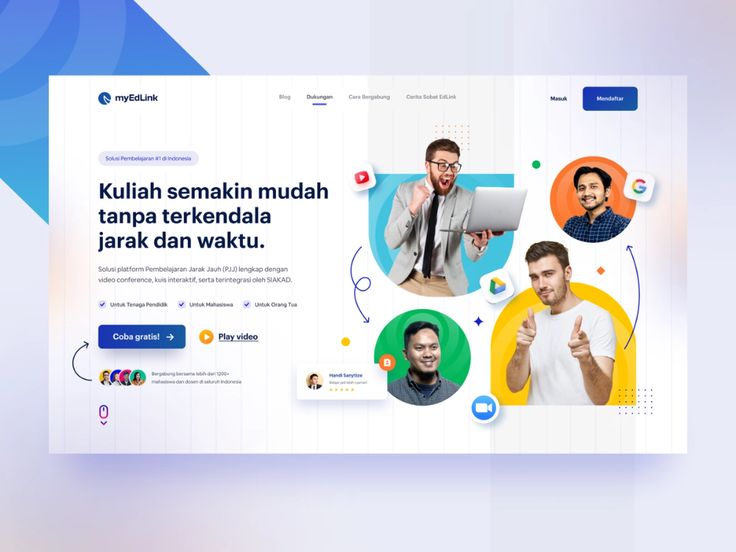 myEdLink
Blog
Dukungan
Cara Bergabung
Cerita Sobat EdLink
Masuk
Mendaftar
Solusi Pembelajaran #1 di Indonesia
Kuliah semakin mudah
tanpa terkendala
jarak dan waktu.
Solusi platform Pembelajaran Jarak Jauh (PJJ) lengkap dengan
video conference, kuis interaktif, serta terintegrasi oleh SIAKAD.
Untuk Tenaga Pendidik
Untuk Mahasiswa
Untuk Orang Tua
Coba gratis!
Play video
Bergabung bersama lebih dari 1200+
mahasiswa dan dosen di seluruh Indonesia
Handi Sanytize